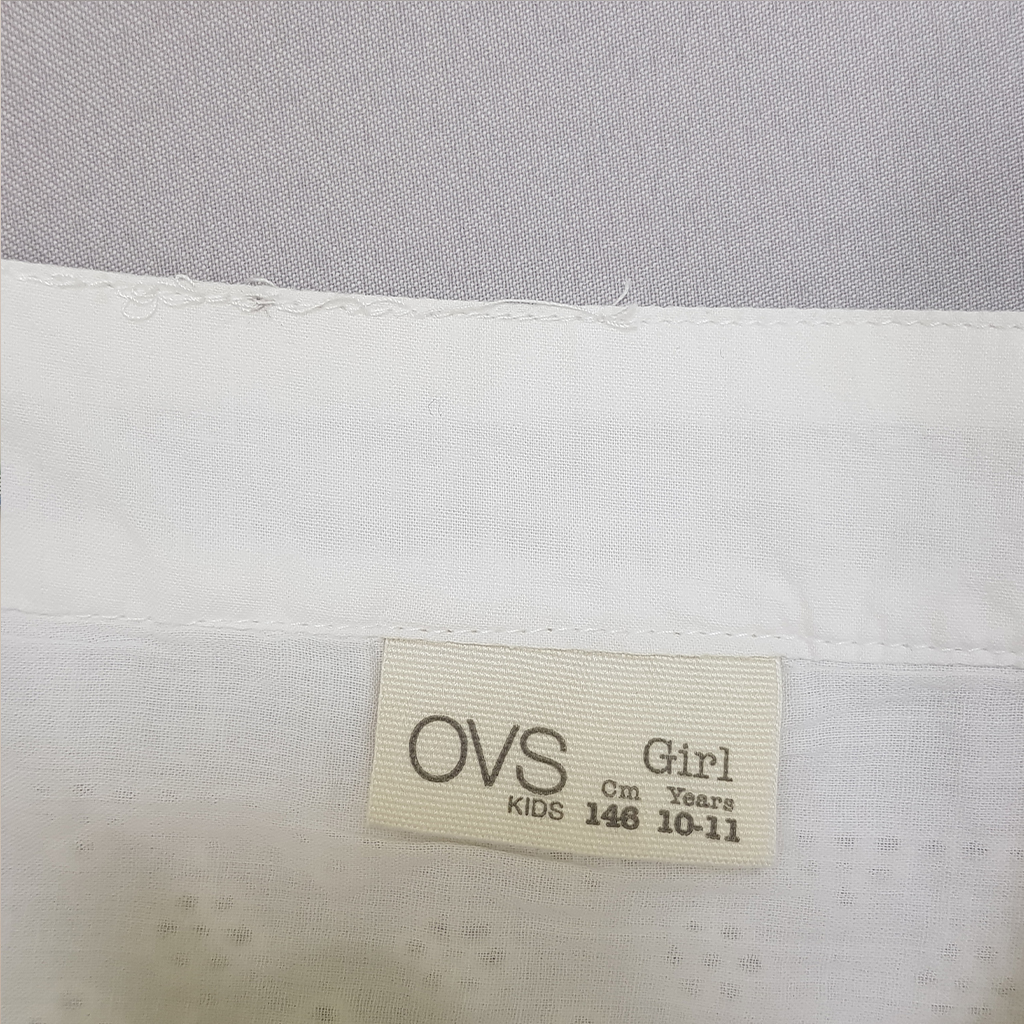 OVS
KIDS
Girl
Cm Years
146 10-11